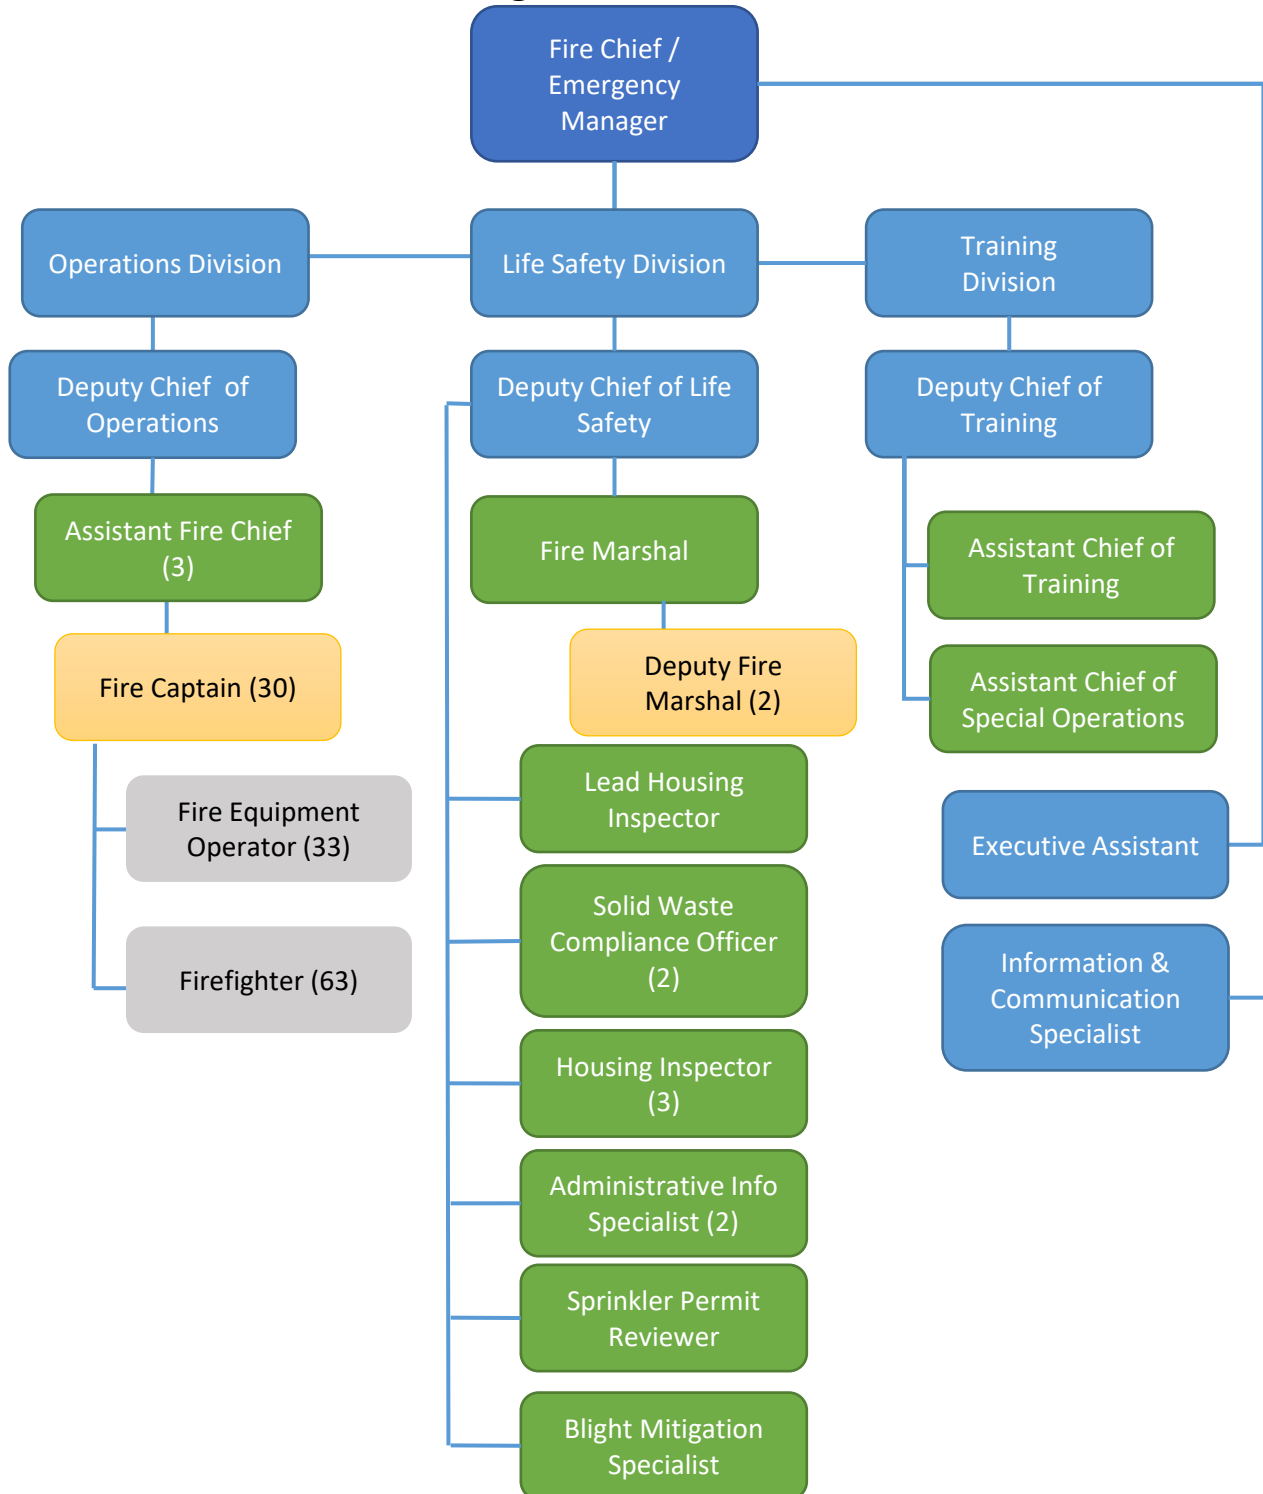 Fire Chief /
Emergency
Manager
Operations Division
Life Safety Division
Training
Division
Deputy Chief of
Operations
Deputy Chief of Life
Safety
Deputy Chief of
Training
Assistant Fire Chief
(3)
Fire Captain (30)
Fire Equipment
Operator (33)
Firefighter (63)
Fire Marshal
Deputy Fire
Marshal (2)
Lead Housing
Inspector
Solid Waste
Compliance Officer
(2)
Housing Inspector
(3)
Administrative Info
Specialist (2)
Sprinkler Permit
Reviewer
Blight Mitigation
Specialist
Assistant Chief of
Training
Assistant Chief of
Special Operations
Executive Assistant
Information &
Communication
Specialist